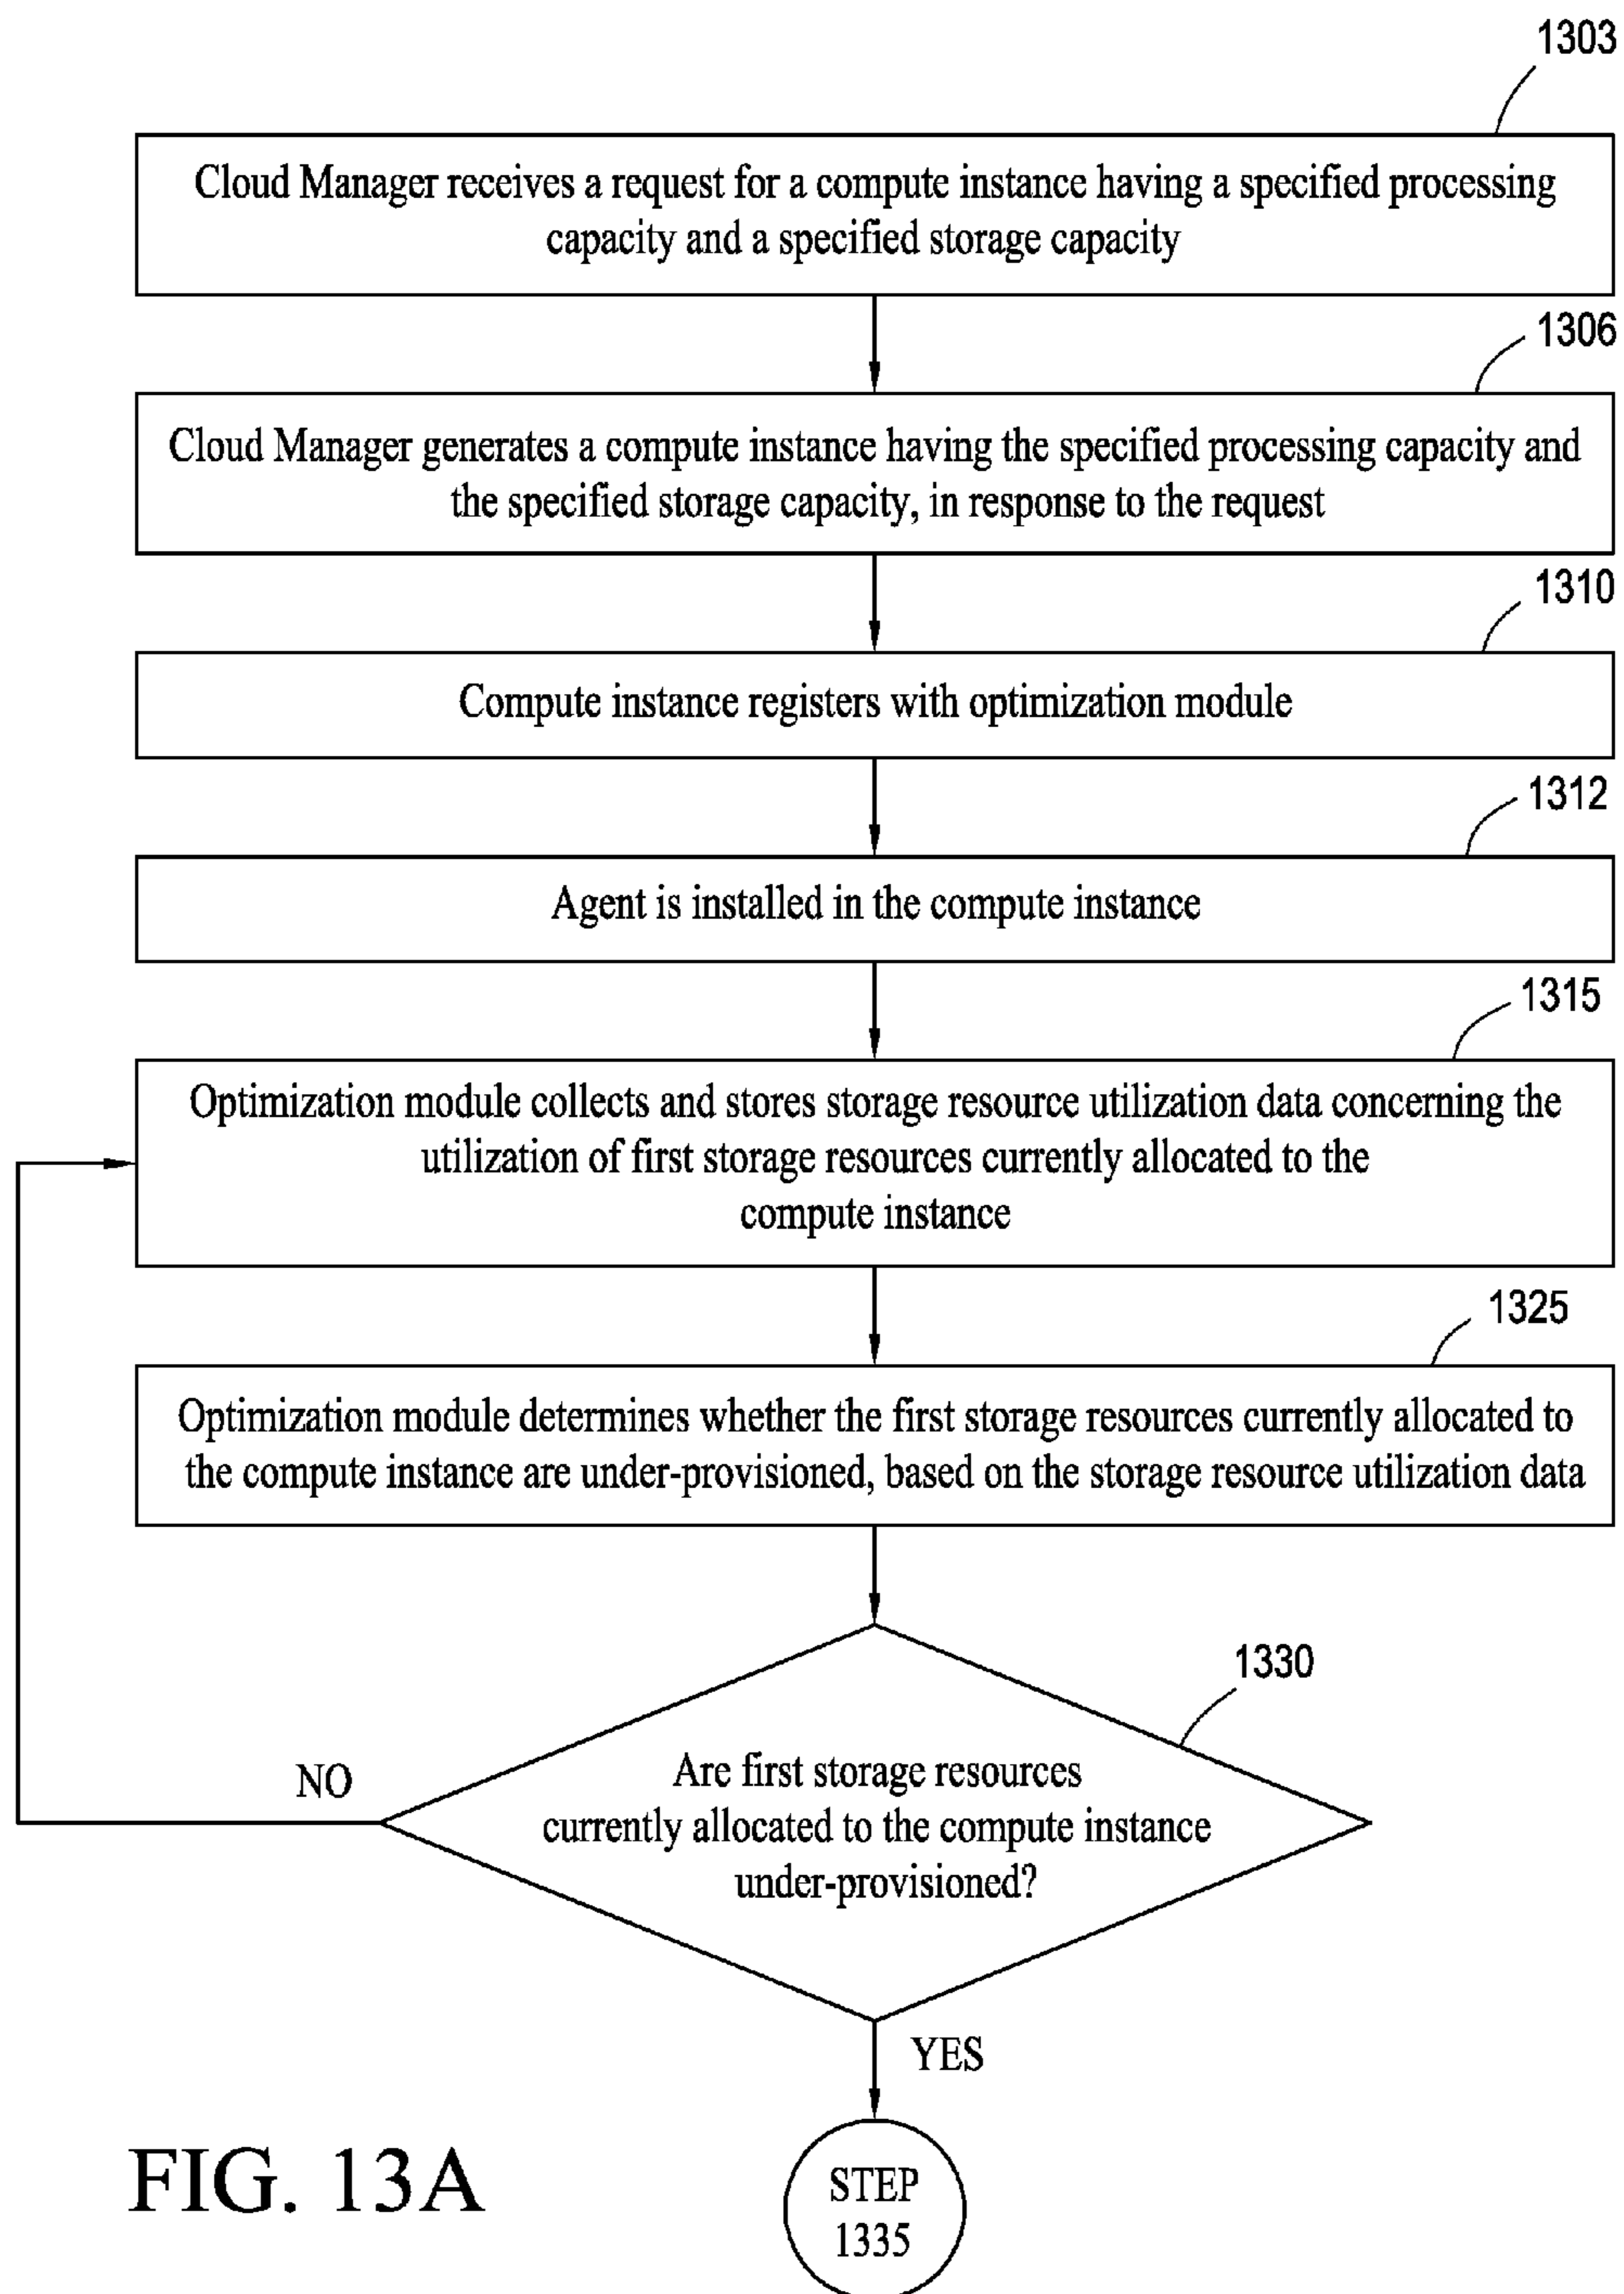 1303
Cloud Manager receives a request for a compute instance having a specified processing
capacity and a specified storage capacity
1306
Cloud Manager generates a compute instance having the specified processing capacity and
the specified storage capacity, in response to the request
1310
Compute instance registers with optimization module
1312
Agent is installed in the compute instance
1315
Optimization module collects and stores storage resource utilization data concerning the
utilization of first storage resources currently allocated to the
compute instance
1325
Optimization module determines whether the first storage resources currently allocated to
the compute instance are under-provisioned, based on the storage resource utilization data
1330
Are first storage resources
currently allocated to the compute instance
under-provisioned?
NO
YES
STEP
1335
FIG. 13A